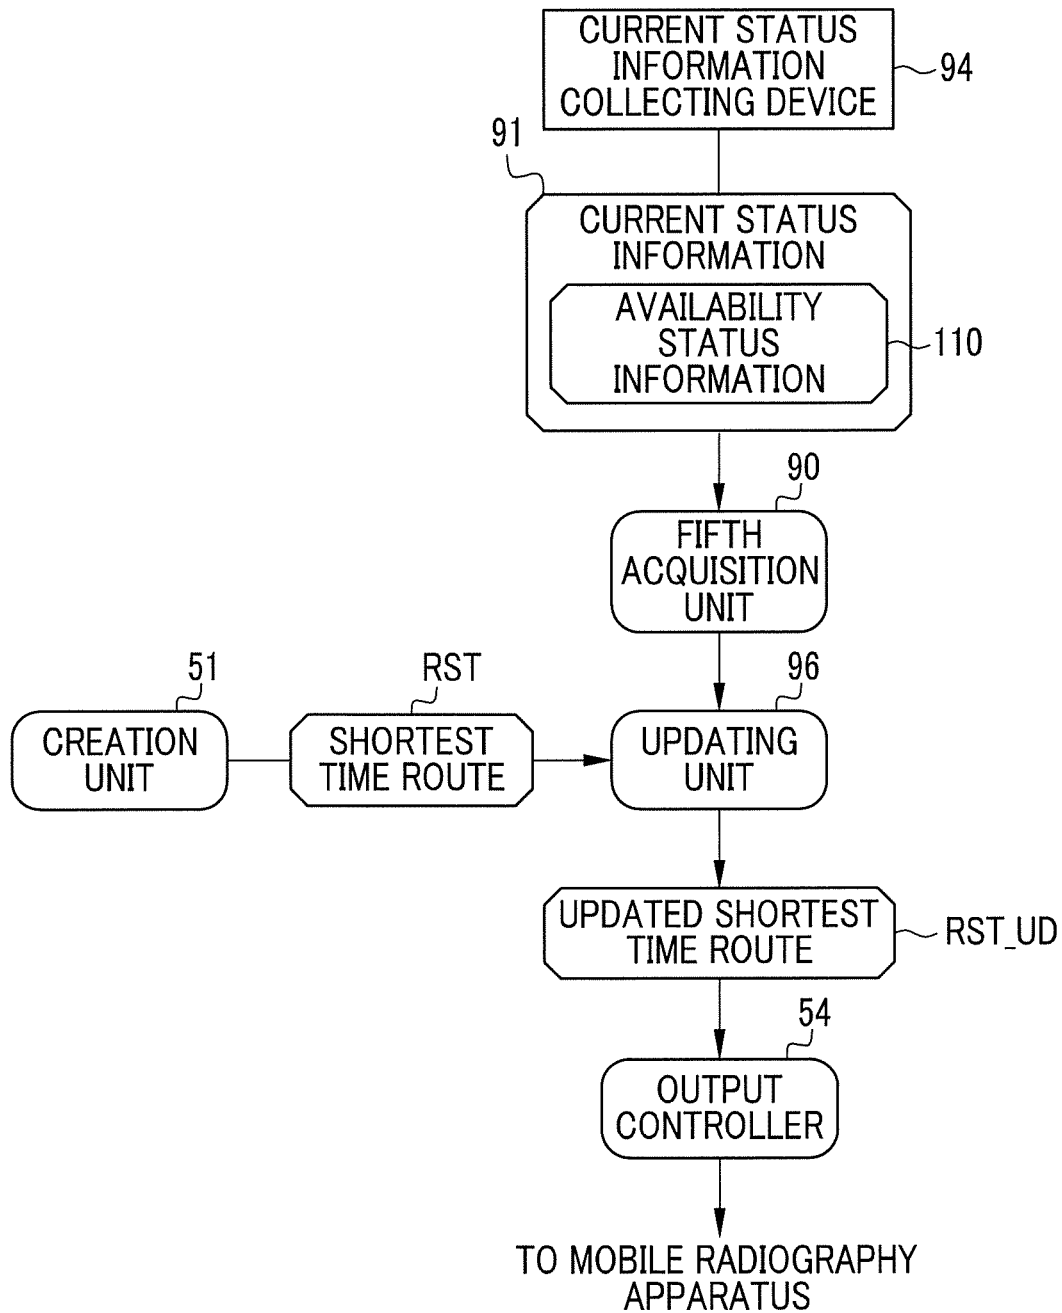 CURRENT STATUS
INFORMATION
COLLECTING DEVICE
94
91
CURRENT STATUS
INFORMATION
AVAILABILITY
STATUS
INFORMATION
110
90
FIFTH
ACQUISITION
UNIT
51
CREATION
UNIT
RST
SHORTEST
TIME ROUTE
96
UPDATING
UNIT
UPDATED SHORTEST
TIME ROUTE
RST_UD
54
OUTPUT
CONTROLLER
TO MOBILE RADIOGRAPHY
APPARATUS